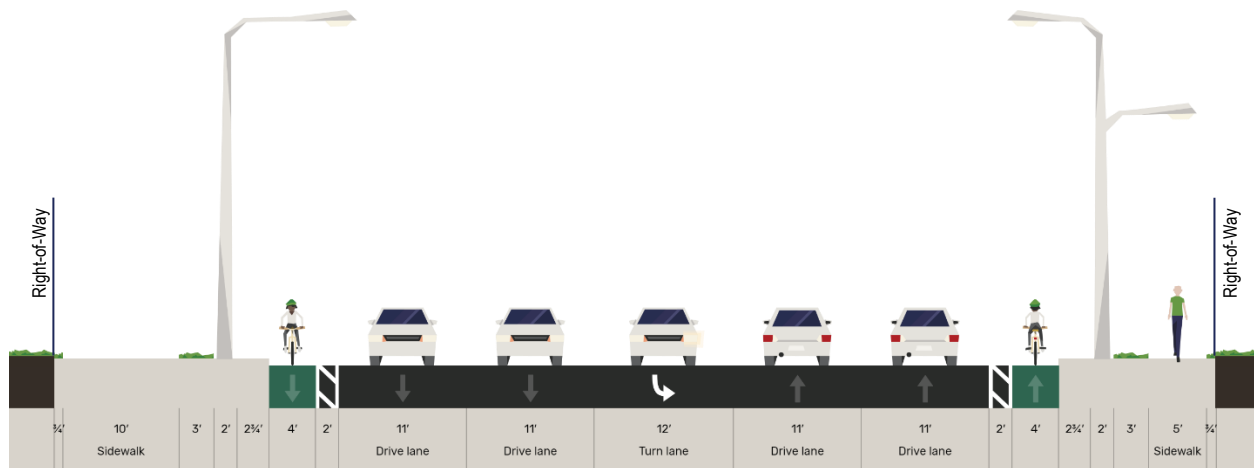 Right-of-Way
Right-of-Way
¾' 10' 3' 2' 2¾' 4' 2' 11' 11' 12' 11' 11' 2' 4' 2¾' 2' 3' 5' ¾'
Sidewalk Drive lane Drive lane Turn lane Drive lane Drive lane Sidewalk